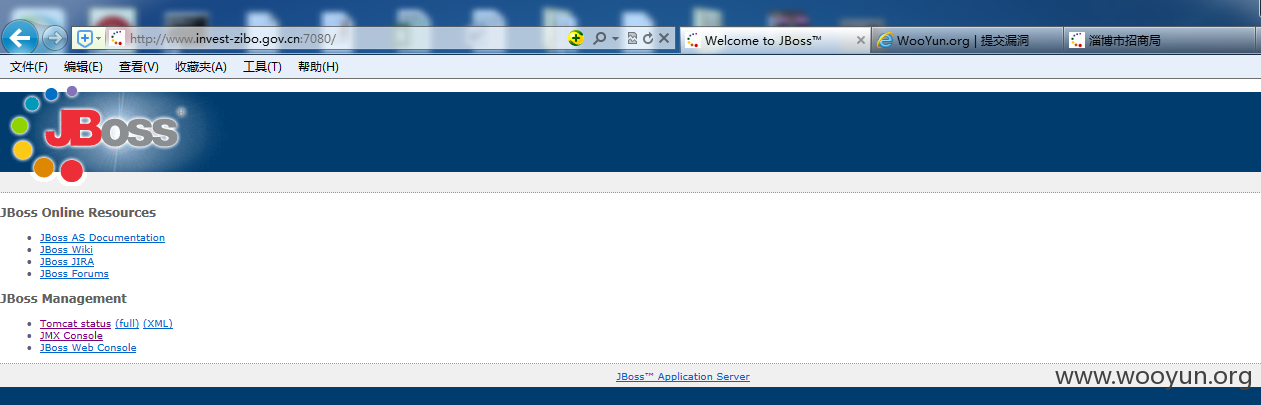 http://www.invest-zibo.gov.cn:7080/
Welcome to JBoss™
WooYun.org | 提交漏洞
淄博市招商局
文件(F) 编辑(E) 查看(V) 收藏夹(A) 工具(T) 帮助(H)
JBoss®
JBoss Online Resources
JBoss AS Documentation
JBoss Wiki
JBoss JIRA
JBoss Forums
JBoss Management
Tomcat status (full) (XML)
JMX Console
JBoss Web Console
JBoss™ Application Server
www.wooyun.org